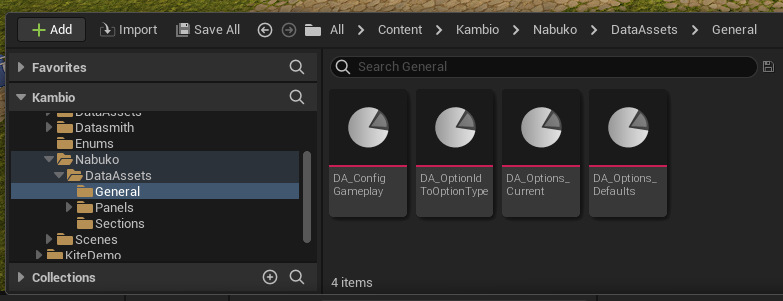 Add Import Save All All Content Kambio Nabuko DataAssets General
Favorites
Search General
Kambio
DataAssets
Datasmith
Enums
Nabuko
DataAssets
General
Panels
Sections
Scenes
KiteDemo
Collections
DA_Config
Gameplay
DA_OptionId
ToOptionType
DA_Options_
Current
DA_Options_
Defaults
4 items